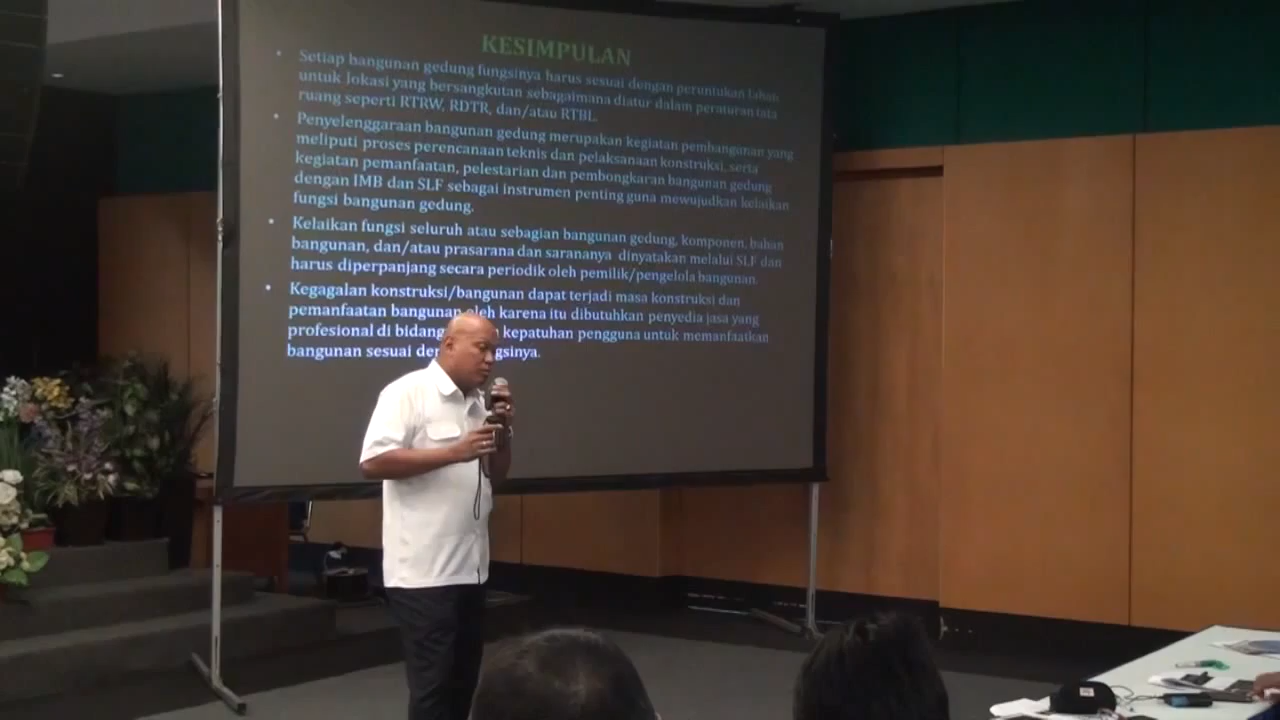 KESIMPULAN
• Setiap bangunan gedung fungsinya harus sesuai dengan peruntukan lahan
untuk lokasi yang bersangkutan sebagaimana diatur dalam peraturan tata
ruang seperti RTRW, RDTR, dan/atau RTBL.
• Penyelenggaraan bangunan gedung merupakan kegiatan pembangunan yang
meliputi proses perencanaan teknis dan pelaksanaan konstruksi, serta
kegiatan pemanfaatan, pelestarian dan pembongkaran bangunan gedung
dengan IMB dan SLF sebagai instrumen penting guna mewujudkan kelaikan
fungsi bangunan gedung.
• Kelaikan fungsi seluruh atau sebagian bangunan gedung, komponen, bahan
bangunan, dan/atau prasarana dan sarananya dinyatakan melalui SLF dan
harus diperpanjang secara periodik oleh pemilik/pengelola bangunan.
• Kegagalan konstruksi/bangunan dapat terjadi masa konstruksi dan
pemanfaatan bangunan oleh karena itu dibutuhkan penyedia jasa yang
profesional di bidang kepatuhan pengguna untuk memanfaatkan
bangunan sesuai